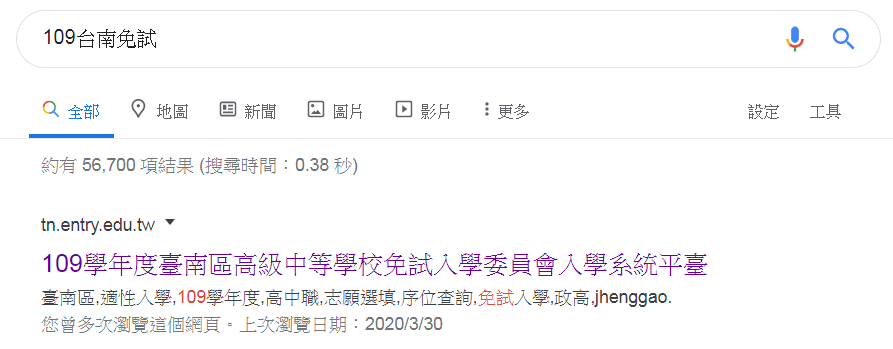 109台南免試
全部 地圖 新聞 圖片 影片 更多 設定 工具
約有 56,700 項結果 (搜尋時間：0.38 秒)
tn.entry.edu.tw
109學年度臺南區高級中等學校免試入學委員會入學系統平臺
臺南區,適性入學,109學年度,高中職,志願選填,序位查詢,免試入學,政高,jhenggao.
您曾多次瀏覽這個網頁。上次瀏覽日期：2020/3/30